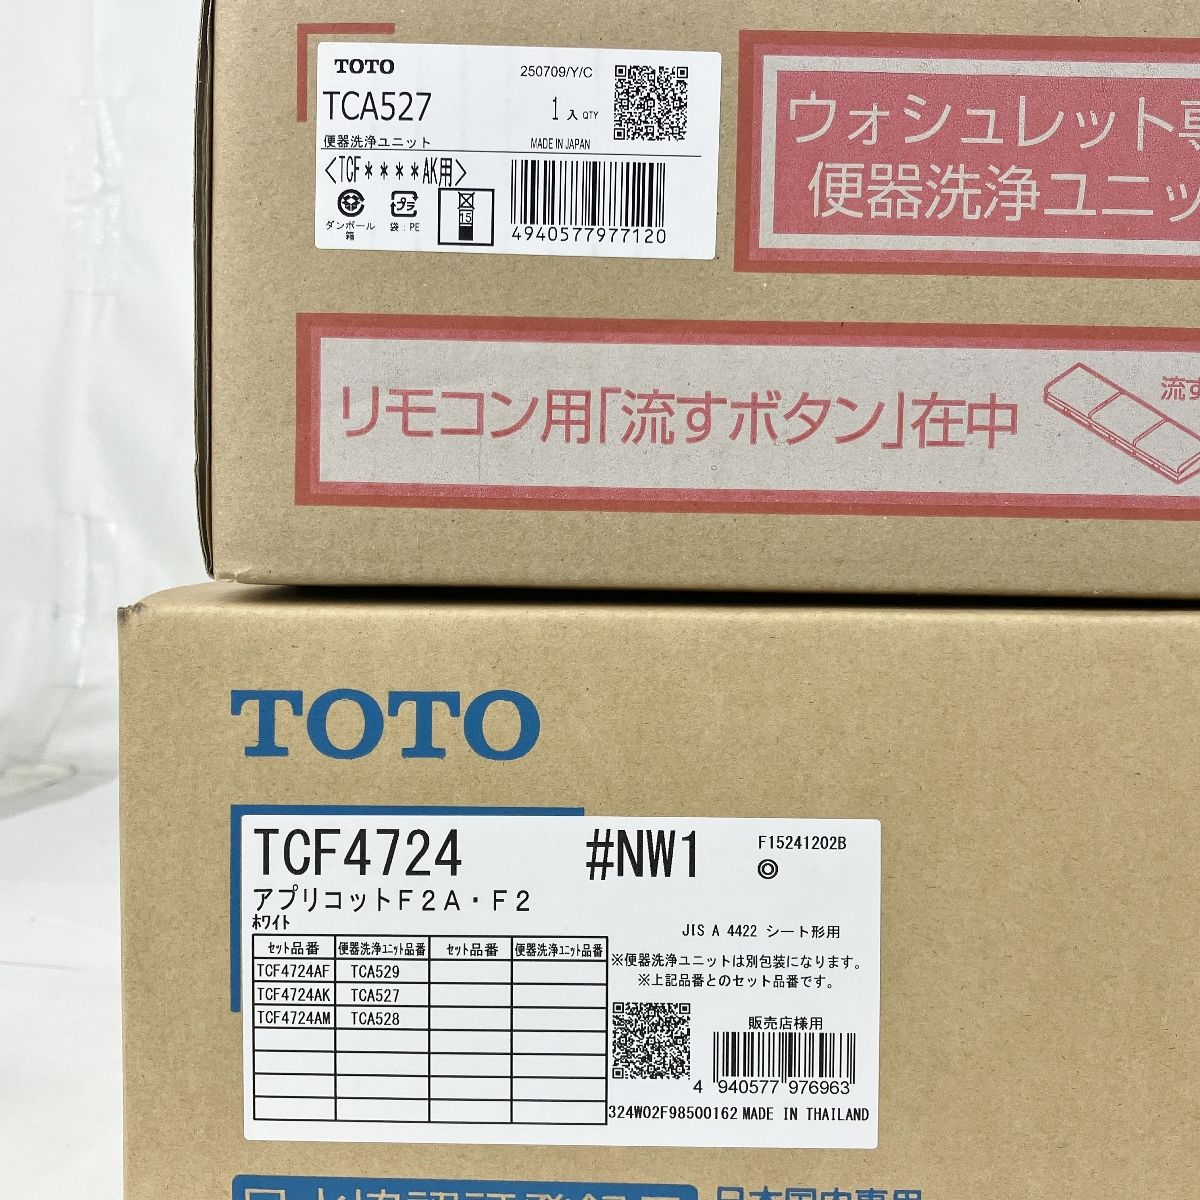 TOTO
250709/Y/C
TCA527
1入 QTY
便器洗浄ユニット
MADE IN JAPAN
<TCF****AK用>
ダンボール
箱
プラ
袋:PE
15
4940577977120
ウォシュレット専
便器洗浄ユニッ
リモコン用「流すボタン」在中
流す
TOTO
TCF4724 #NW1 F15241202B
◎
アプリコットF2A・F2
ホワイト
JIS A 4422 シート形用
セット品番 便器洗浄ユニット品番 セット品番 便器洗浄ユニット品番
TCF4724AF TCA529
TCF4724AK TCA527
TCF4724AM TCA528
※便器洗浄ユニットは別包装になります。
※上記品番とのセット品番です。
販売店様用
4 940577 976963
324W02F98500162 MADE IN THAILAND
日本国内専用